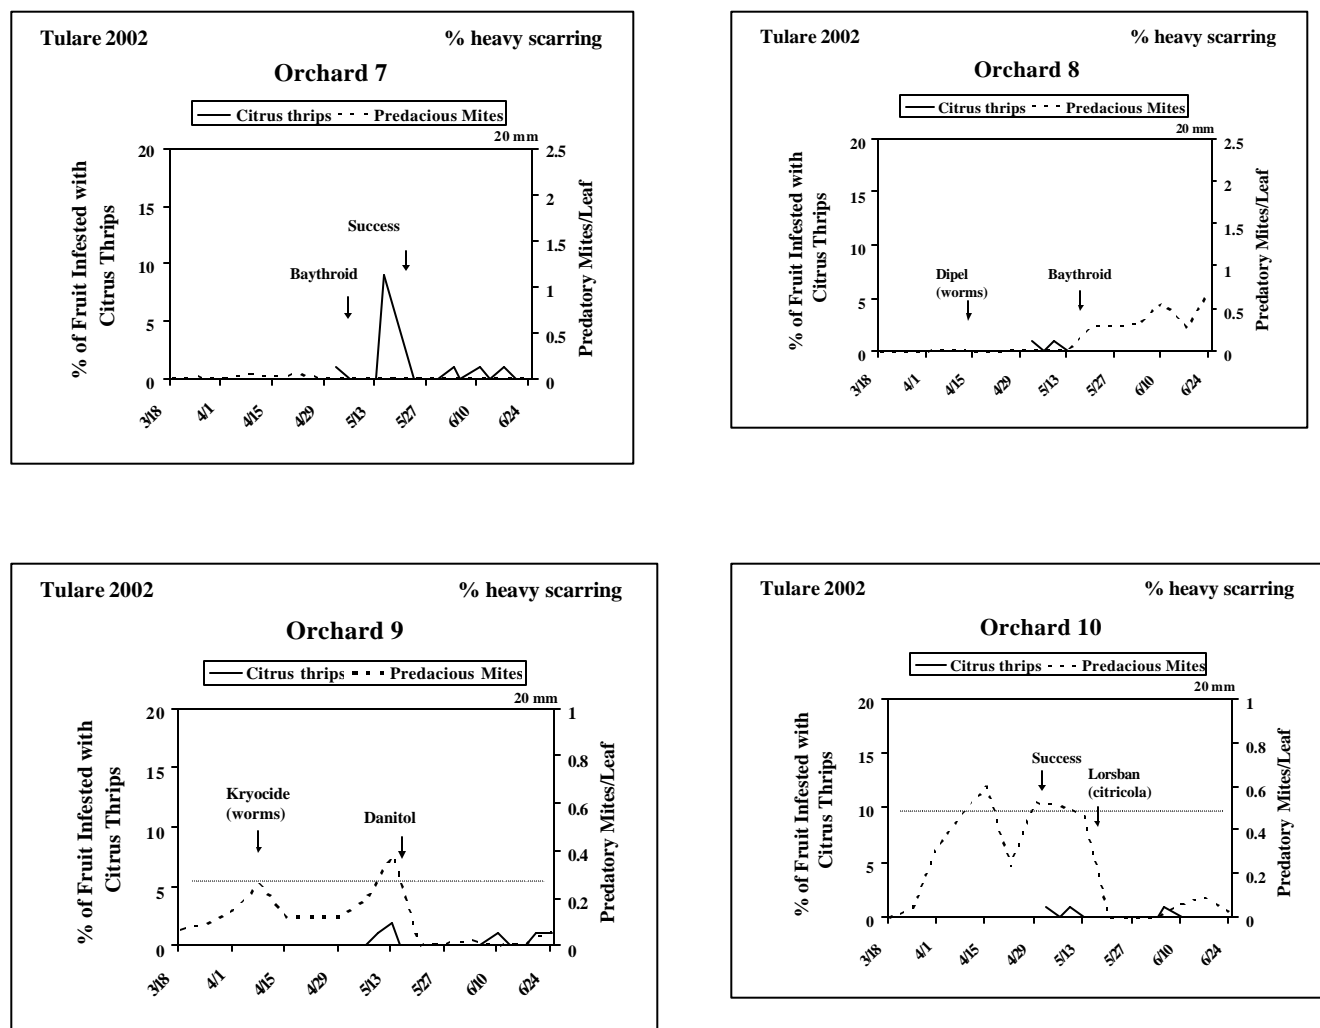 Tulare 2002 % heavy scarring
Orchard 7
Citrus thrips Predacious Mites
20 mm
% of Fruit Infested with
Citrus Thrips
20
15
10
5
0
Success
Baythroid
2.5
2
1.5
1
0.5
0
Predatory Mites/Leaf
3/18 4/1 4/15 4/29 5/13 5/27 6/10 6/24
Tulare 2002 % heavy scarring
Orchard 8
Citrus thrips Predacious Mites
20 mm
% of Fruit Infested with
Citrus Thrips
20
15
10
5
0
Dipel
(worms)
Baythroid
2.5
2
1.5
1
0.5
0
Predatory Mites/Leaf
3/18 4/1 4/15 4/29 5/13 5/27 6/10 6/24
Tulare 2002 % heavy scarring
Orchard 9
Citrus thrips Predacious Mites
20 mm
% of Fruit Infested with
Citrus Thrips
20
15
10
5
0
Kryocide
(worms)
Danitol
1
0.8
0.6
0.4
0.2
0
Predatory Mites/Leaf
3/18 4/1 4/15 4/29 5/13 5/27 6/10 6/24
Tulare 2002 % heavy scarring
Orchard 10
Citrus thrips Predacious Mites
20 mm
% of Fruit Infested with
Citrus Thrips
20
15
10
5
0
Success
Lorsban
(citricola)
1
0.8
0.6
0.4
0.2
0
Predatory Mites/Leaf
3/18 4/1 4/15 4/29 5/13 5/27 6/10 6/24